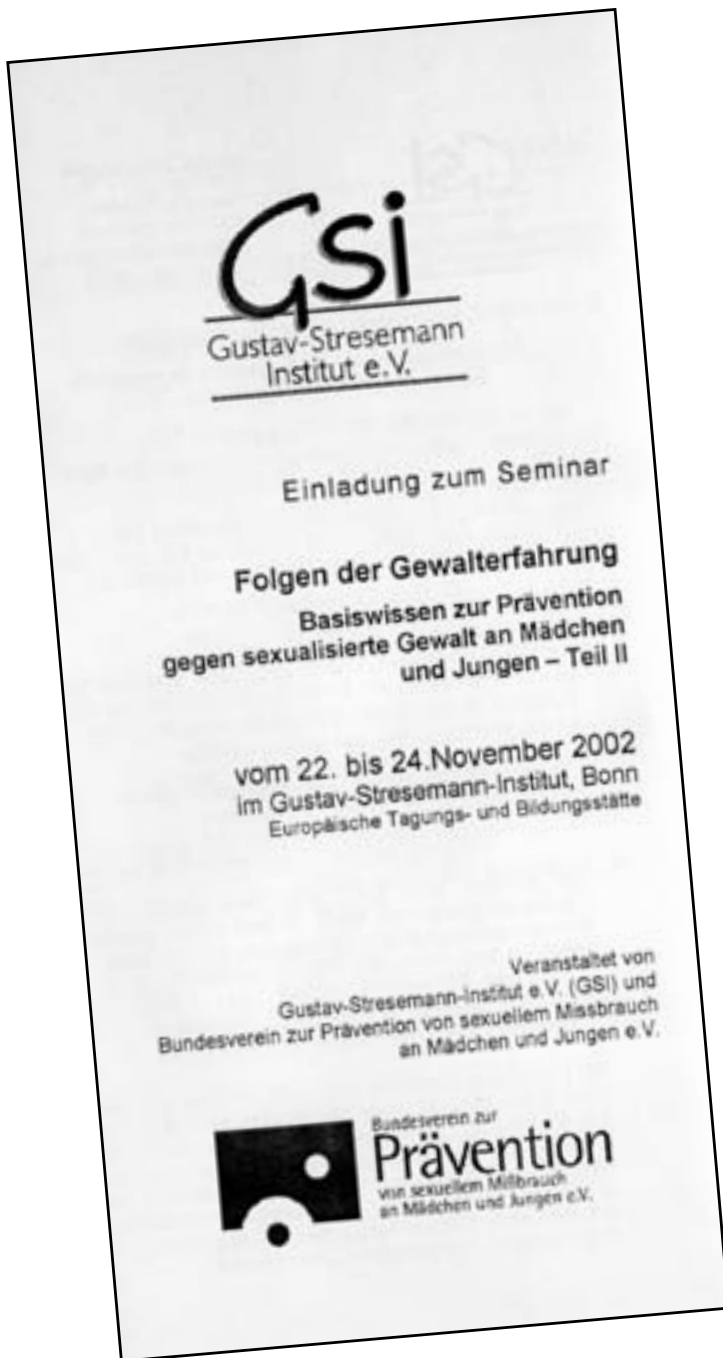 Gsi
Gustav-Stresemann
Institut e.V.
Einladung zum Seminar
Folgen der Gewalterfahrung
Basiswissen zur Prävention
gegen sexualisierte Gewalt an Mädchen
und Jungen – Teil II
vom 22. bis 24.November 2002
im Gustav-Stresemann-Institut, Bonn
Europäische Tagungs- und Bildungsstätte
Veranstaltet von
Gustav-Stresemann-Institut e.V. (GSI) und
Bundesverein zur Prävention von sexuellem Missbrauch
an Mädchen und Jungen e.V.
Bundesverein zur
Prävention
von sexuellem Mißbrauch
an Mädchen und Jungen e.V.